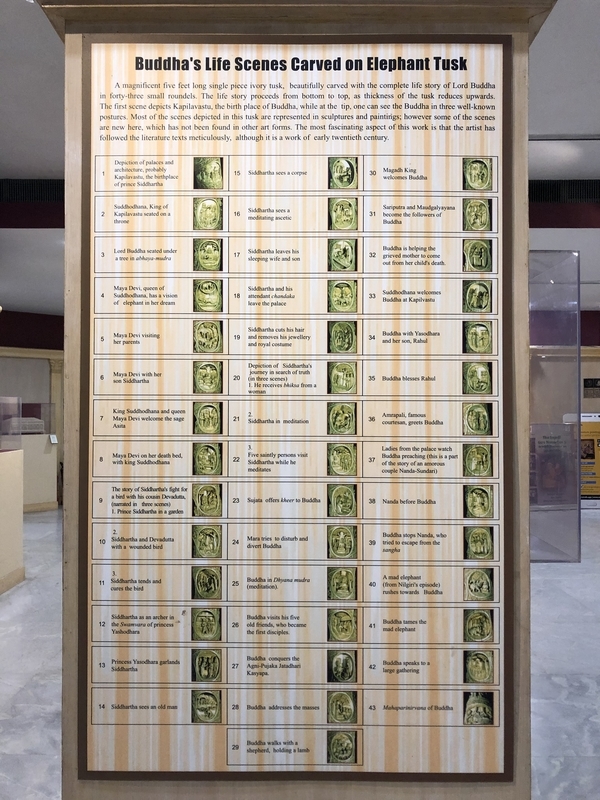 Buddha's Life Scenes Carved on Elephant Tusk
A magnificent five feet long single piece ivory tusk, beautifully carved with the complete life story of Lord Buddha
in forty-three small roundels. The life story proceeds from bottom to top, as thickness of the tusk reduces upwards.
The first scene depicts Kapilavastu, the birth place of Buddha, while at the tip, one can see the Buddha in three well-known
postures. Most of the scenes depicted in this tusk are represented in sculptures and paintings; however some of the scenes
are new here, which has not been found in other art forms. The most fascinating aspect of this work is that the artist has
followed the literature texts meticulously, although it is a work of early twentieth century.
1 Depiction of palaces and
architecture, probably
Kapilavastu, the birthplace
of prince Siddhartha
2 Suddhodhana, King of
Kapilavastu seated on a
throne
3 Lord Buddha seated under
a tree in abhaya-mudra
4 Maya Devi, queen of
Suddhodhana, has a vision
of elephant in her dream
5 Maya Devi visiting
her parents
6 Maya Devi with her
son Siddhartha
7 King Suddhodhana and queen
Maya Devi welcome the sage
Asita
8 Maya Devi on her death bed,
with king Suddhodhana
9 The story of Siddhartha's fight for
a bird with his cousin Devadutta,
(narrated in three scenes)
1. Prince Siddhartha in a garden
10 2.
Siddhartha and Devadutta
with a wounded bird
11 3.
Siddhartha tends and
cures the bird
12 Siddhartha as an archer in
the Swamvara of princess
Yashodhara
13 Princess Yasodhara garlands
Siddhartha
14 Siddhartha sees an old man
15 Siddhartha sees a corpse
16 Siddhartha sees a
meditating ascetic
17 Siddhartha leaves his
sleeping wife and son
18 Siddhartha and his
attendant chandaka
leave the palace
19 Siddhartha cuts his hair
and removes his jewellery
and royal costume
20 Depiction of Siddhartha's
journey in search of truth
(in three scenes)
1. He receives bhiksa from a
woman
21 2.
Siddhartha in meditation
22 3.
Five saintly persons visit
Siddhartha while he
meditates
23 Sujata offers kheer to Buddha
24 Mara tries to disturb and
divert Buddha
25 Buddha in Dhyana mudra
(meditation).
26 Buddha visits his five
old friends, who became
the first disciples.
27 Buddha conquers the
Agni-Pujaka Jatadhari
Kasyapa.
28 Buddha addresses the masses
29 Buddha walks with a
shepherd, holding a lamb
30 Magadh King
welcomes Buddha
31 Sariputra and Maudgalyayana
become the followers of
Buddha
32 Buddha is helping the
grieved mother to come
out from her child's death.
33 Suddhodana welcomes
Buddha at Kapilvastu
34 Buddha with Yasodhara
and her son, Rahul
35 Buddha blesses Rahul
36 Amrapali, famous
courtesan, greets Buddha
37 Ladies from the palace watch
Buddha preaching (this is a part
of the story of an amorous
couple Nanda-Sundari)
38 Nanda before Buddha
39 Buddha stops Nanda, who
tried to escape from the
sangha
40 A mad elephant
(from Nilgiri's episode)
rushes towards Buddha
41 Buddha tames the
mad elephant
42 Buddha speaks to a
large gathering
43 Mahaparinirvana of Buddha